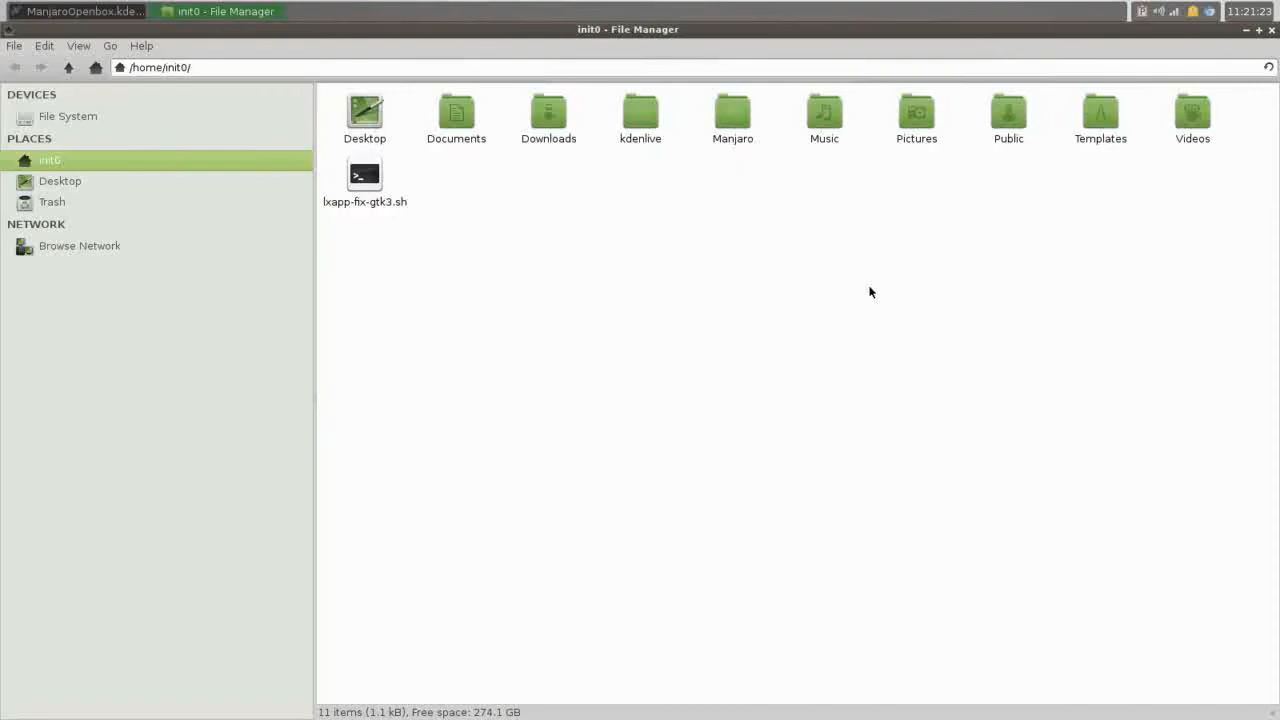 ManjaroOpenbox.kde...
init0 - File Manager
11:21:23
init0 - File Manager
File Edit View Go Help
/home/init0/
DEVICES
File System
PLACES
init0
Desktop
Trash
NETWORK
Browse Network
Desktop Documents Downloads kdenlive Manjaro Music Pictures Public Templates Videos
lxapp-fix-gtk3.sh
11 items (1.1 kB), Free space: 274.1 GB